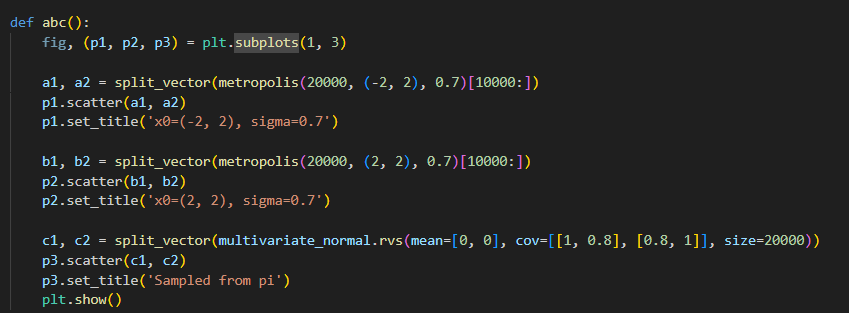 def abc():
    fig, (p1, p2, p3) = plt.subplots(1, 3)

    a1, a2 = split_vector(metropolis(20000, (-2, 2), 0.7)[10000:])
    p1.scatter(a1, a2)
    p1.set_title('x0=(-2, 2), sigma=0.7')

    b1, b2 = split_vector(metropolis(20000, (2, 2), 0.7)[10000:])
    p2.scatter(b1, b2)
    p2.set_title('x0=(2, 2), sigma=0.7')

    c1, c2 = split_vector(multivariate_normal.rvs(mean=[0, 0], cov=[[1, 0.8], [0.8, 1]], size=20000))
    p3.scatter(c1, c2)
    p3.set_title('Sampled from pi')
    plt.show()